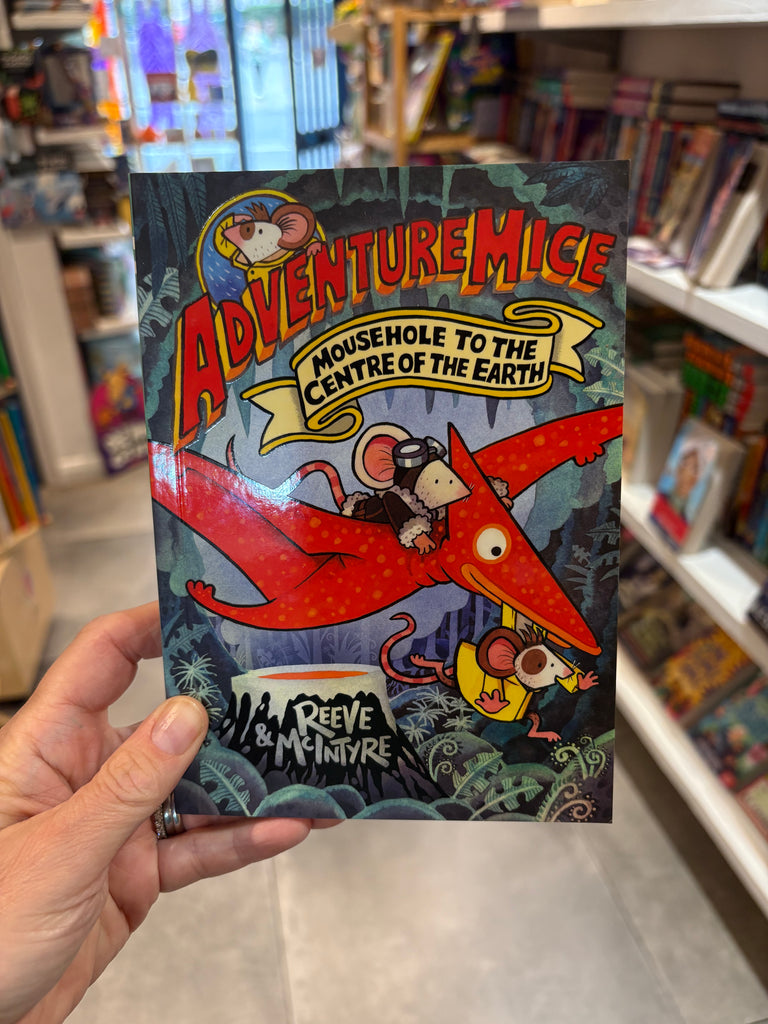 ADVENTUREMICE
MOUSEHOLE TO THE
CENTRE OF THE EARTH
REEVE
& MCINTYRE